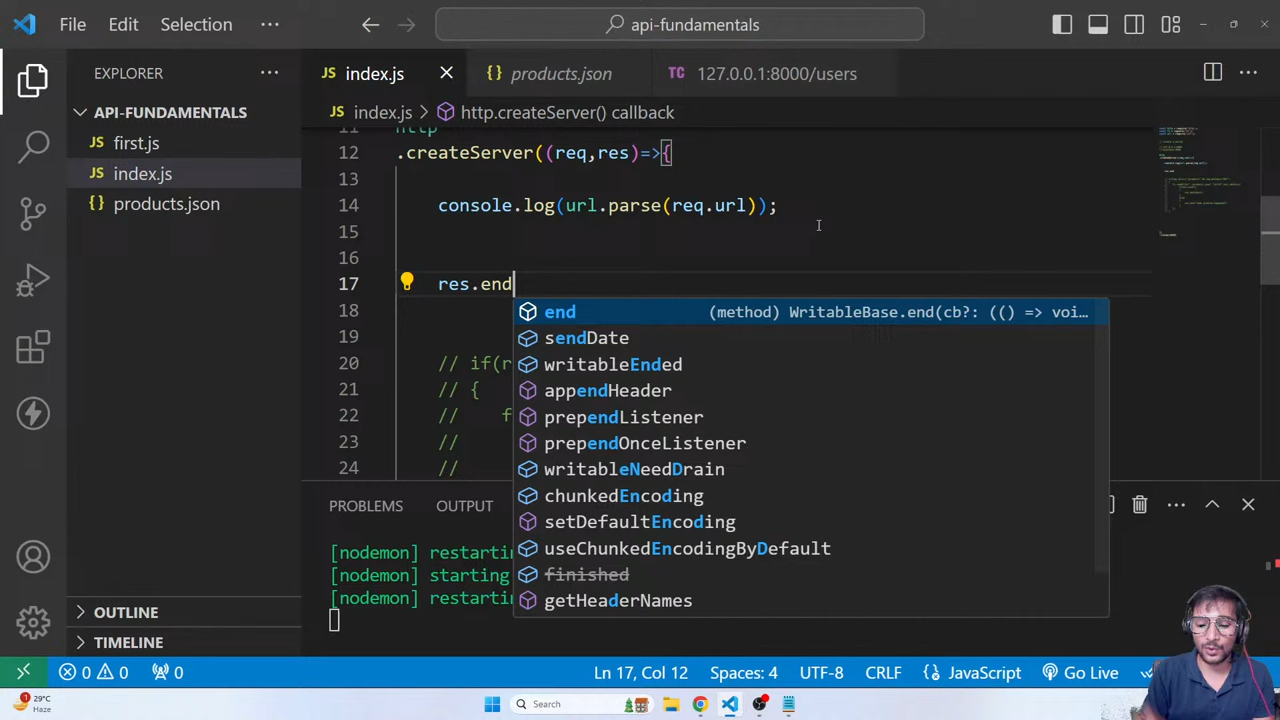 File Edit Selection ··· api-fundamentals
EXPLORER ···
JS index.js {} products.json TC 127.0.0.1:8000/users ···
API-FUNDAMENTALS
JS first.js
JS index.js
{} products.json
JS index.js > http.createServer() callback
11 http
12 .createServer((req,res)=>{
13
14 console.log(url.parse(req.url));
15
16
17 res.end
18
19
20 // if(r
21 // {
22 // f
23 //
24 //
end (method) WritableBase.end(cb?: (() => voi…
sendDate
writableEnded
appendHeader
prependListener
prependOnceListener
writableNeedDrain
chunkedEncoding
setDefaultEncoding
useChunkedEncodingByDefault
finished
getHeaderNames
PROBLEMS OUTPUT ···
[nodemon] restartin
[nodemon] starting
[nodemon] restartin
OUTLINE
TIMELINE
0 0 0 Ln 17, Col 12 Spaces: 4 UTF-8 CRLF {} JavaScript Go Live
1 29°C
Haze
Search